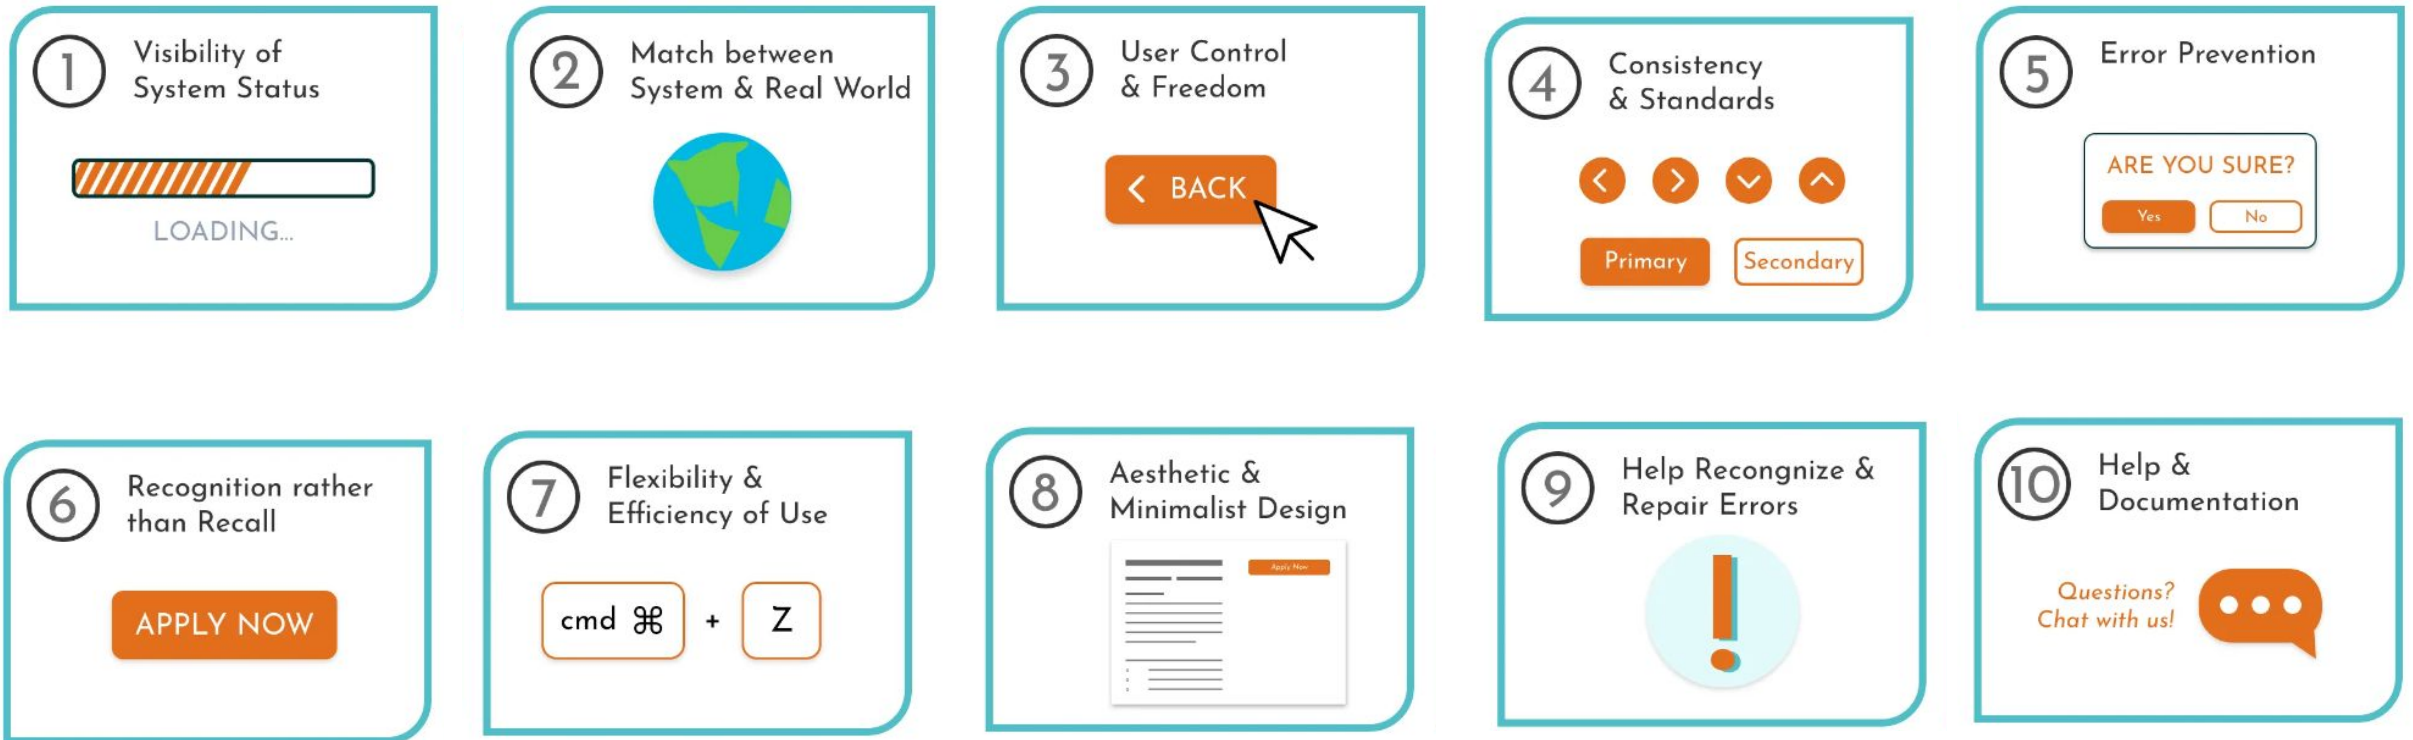 1
Visibility of
System Status
LOADING...
2
Match between
System & Real World
3
User Control
& Freedom
BACK
4
Consistency
& Standards
Primary
Secondary
5
Error Prevention
ARE YOU SURE?
Yes
No
6
Recognition rather
than Recall
APPLY NOW
7
Flexibility &
Efficiency of Use
cmd ⌘ + Z
8
Aesthetic &
Minimalist Design
Apply Now
9
Help Recongnize &
Repair Errors
!
10
Help &
Documentation
Questions?
Chat with us!